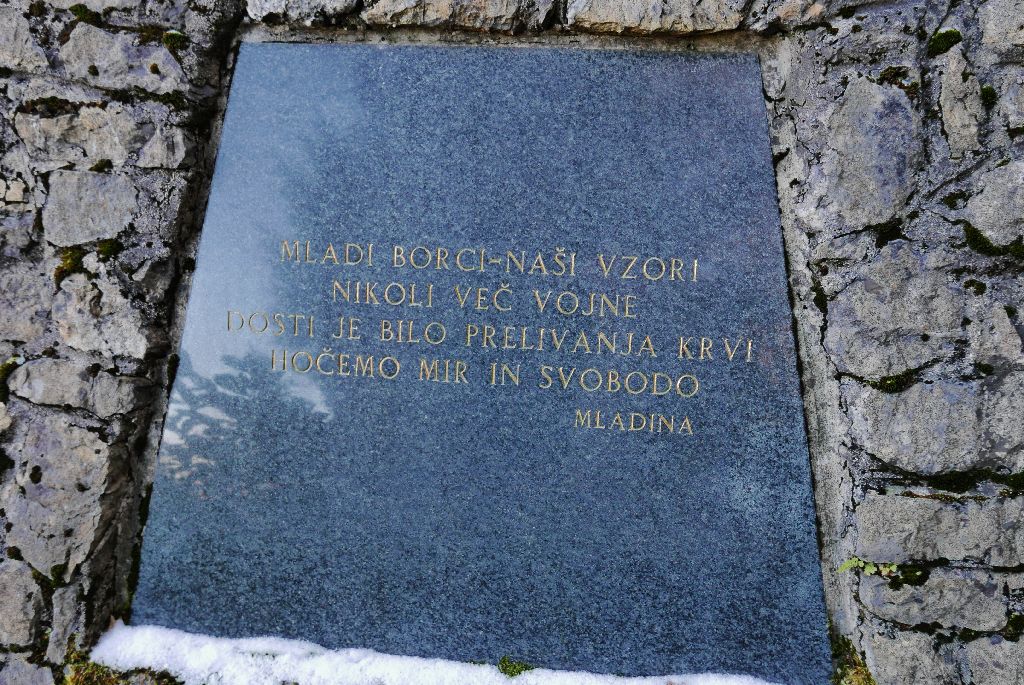 MLADI BORCI-NAŠI VZORI
NIKOLI VEČ VOJNE
DOSTI JE BILO PRELIVANJA KRVI
HOČEMO MIR IN SVOBODO
MLADINA